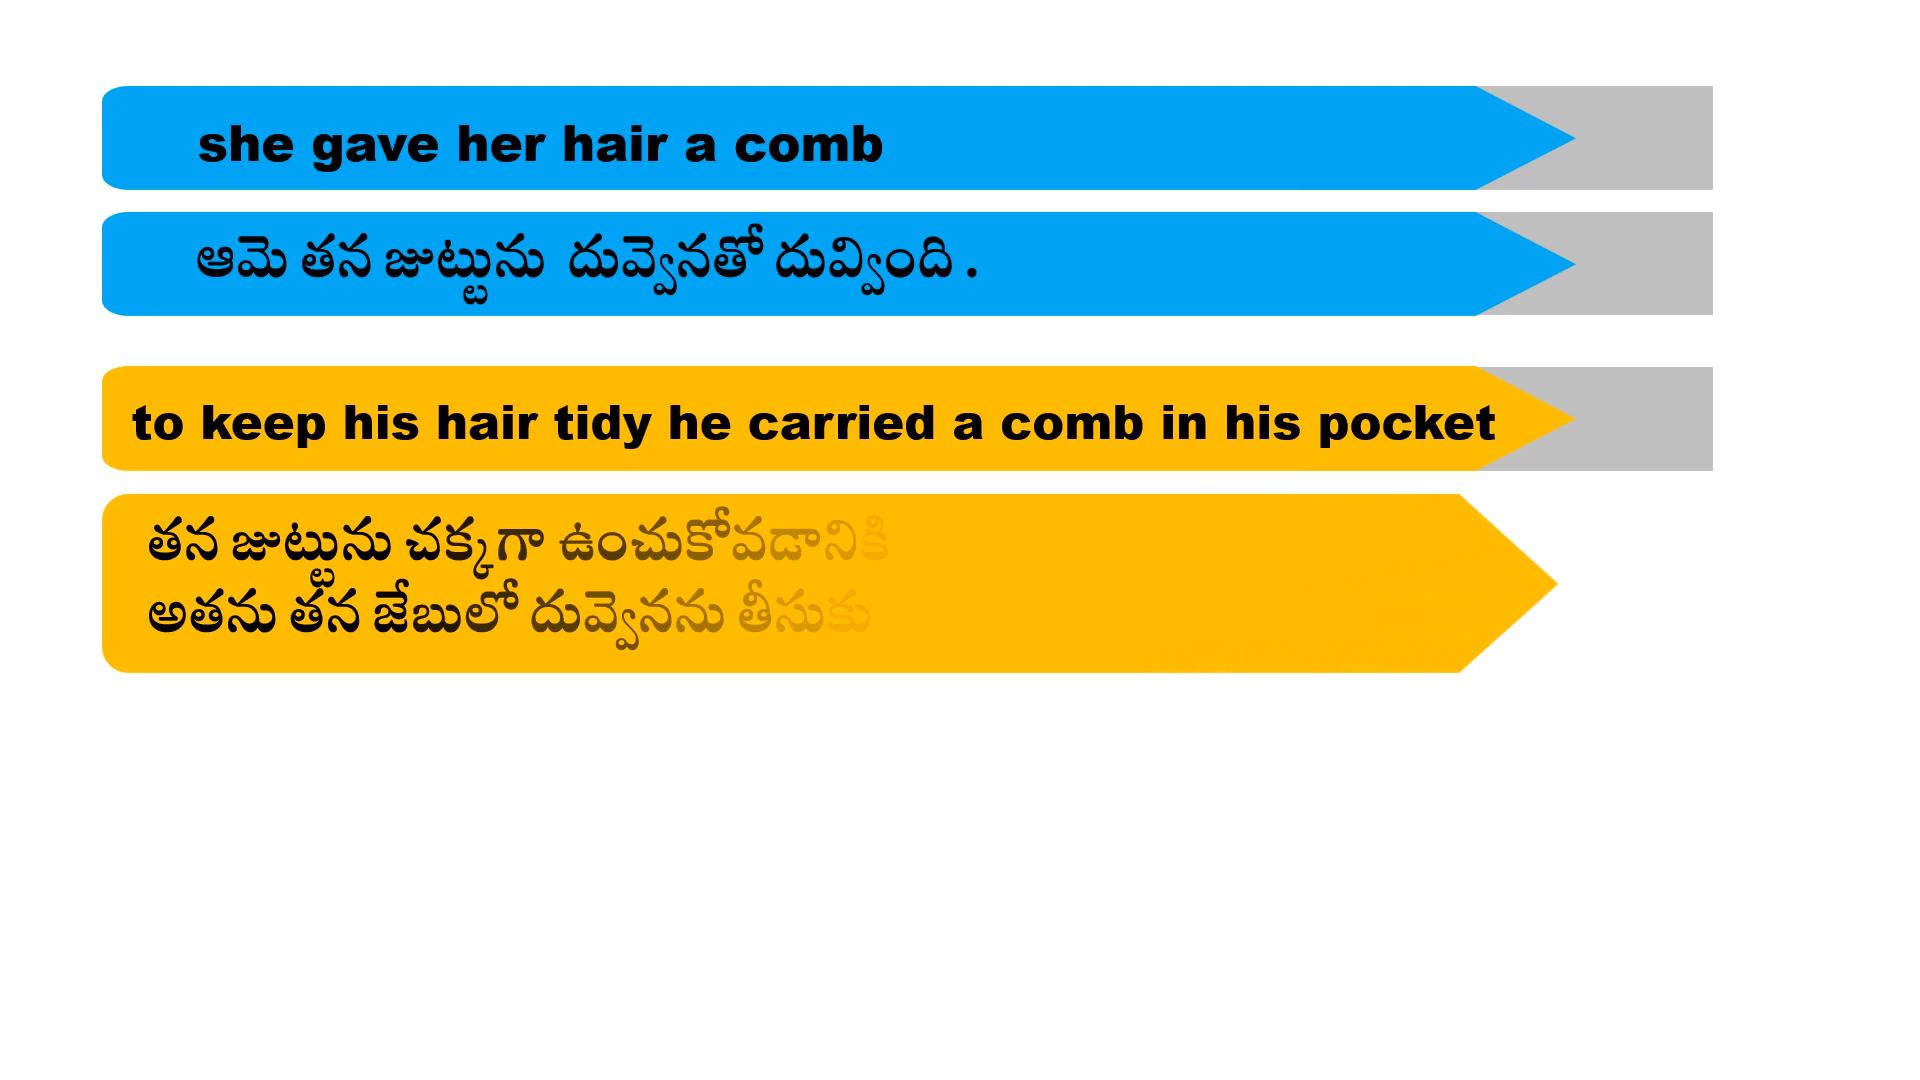 she gave her hair a comb
ఆమె తన జుట్టును దువ్వెనతో దువ్వింది .
to keep his hair tidy he carried a comb in his pocket
తన జుట్టును చక్కగా ఉంచుకోవడానికి
అతను తన జేబులో దువ్వెనను తీసుకు